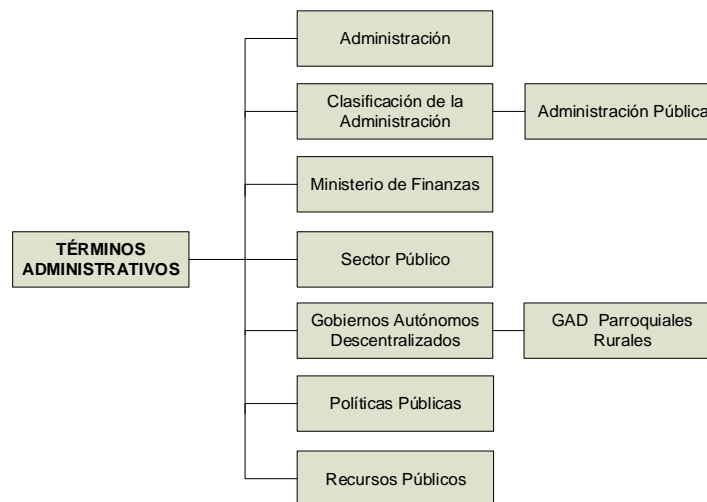 Administración
Clasificación de la
Administración
Administración Pública
Ministerio de Finanzas
TÉRMINOS
ADMINISTRATIVOS
Sector Público
Gobiernos Autónomos
Descentralizados
GAD Parroquiales
Rurales
Políticas Públicas
Recursos Públicos